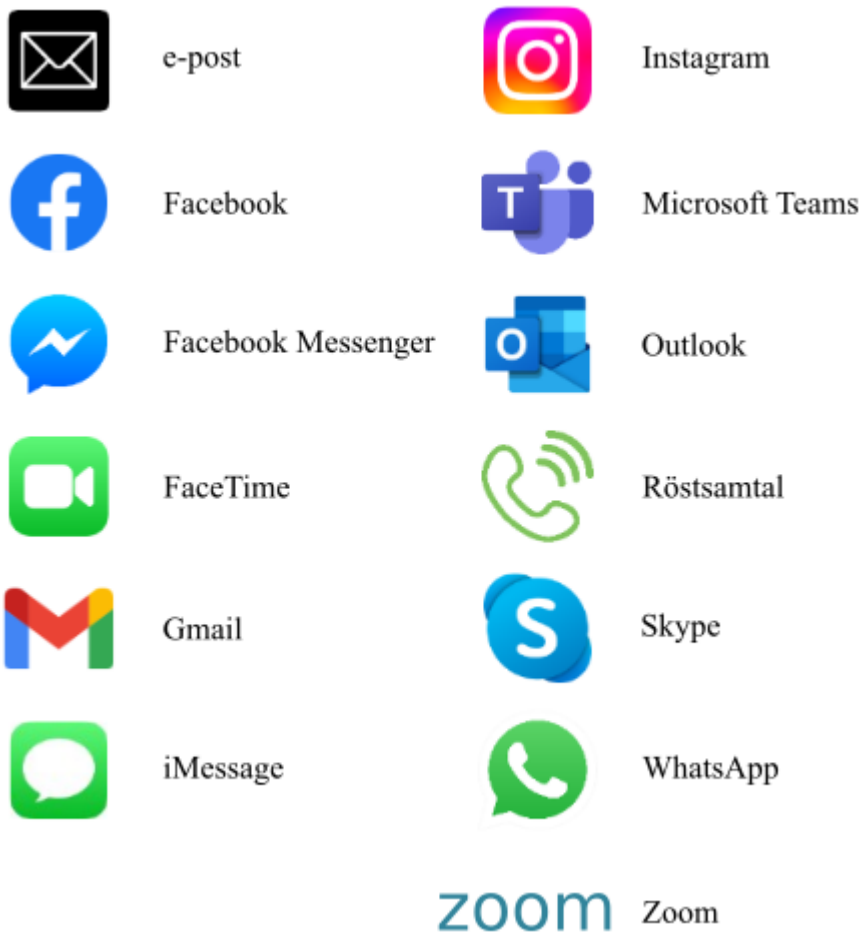 e-post
Facebook
Facebook Messenger
FaceTime
Gmail
iMessage
Instagram
T Microsoft Teams
O Outlook
Röstsamtal
S Skype
WhatsApp
zoom Zoom